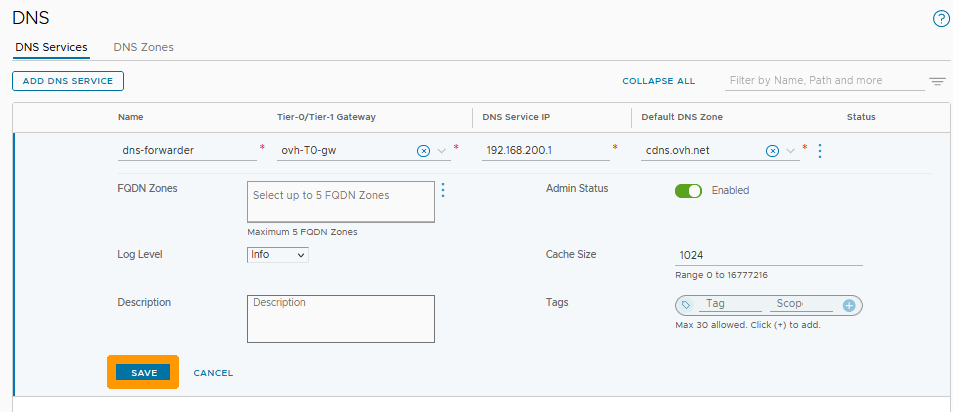 DNS
?
DNS Services DNS Zones
ADD DNS SERVICE COLLAPSE ALL Filter by Name, Path and more
Name Tier-0/Tier-1 Gateway DNS Service IP Default DNS Zone Status
dns-forwarder * ovh-T0-gw * 192.168.200.1 * cdns.ovh.net *
FQDN Zones Select up to 5 FQDN Zones Admin Status Enabled
Maximum 5 FQDN Zones
Log Level Info Cache Size 1024
Range 0 to 16777216
Description Description Tags Tag Scop
Max 30 allowed. Click (+) to add.
SAVE CANCEL